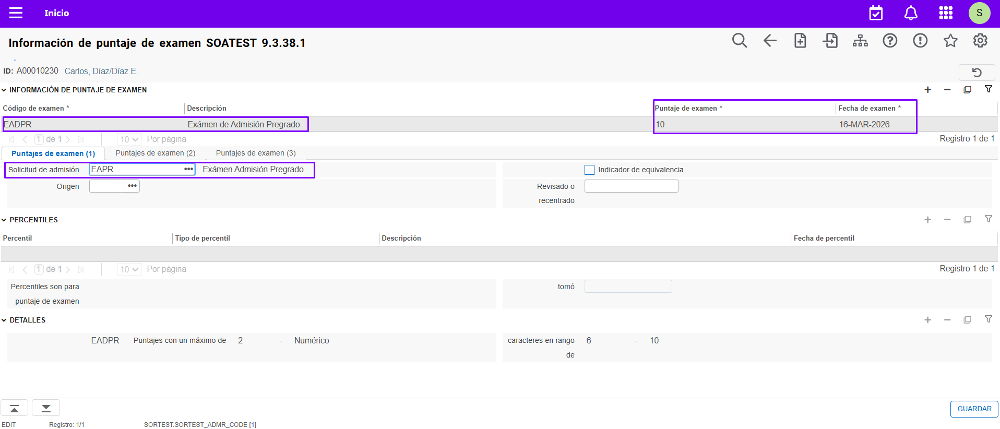 Inicio
S
Información de puntaje de examen SOATEST 9.3.38.1
ID: A00010230 Carlos, Díaz/Díaz E.
INFORMACIÓN DE PUNTAJE DE EXAMEN
Código de examen * Descripción Puntaje de examen * Fecha de examen *
EADPR Exámen de Admisión Pregrado 10 16-MAR-2026
1 de 1 10 Por página Registro 1 de 1
Puntajes de examen (1) Puntajes de examen (2) Puntajes de examen (3)
Solicitud de admisión EAPR ••• Exámen Admisión Pregrado Indicador de equivalencia
Origen ••• Revisado o
recentrado
PERCENTILES
Percentil Tipo de percentil Descripción Fecha de percentil
1 de 1 10 Por página Registro 1 de 1
Percentiles son para tomó
puntaje de examen
DETALLES
EADPR Puntajes con un máximo de 2 - Numérico caracteres en rango 6 - 10
de
GUARDAR
EDIT Registro: 1/1 SORTEST.SORTEST_ADMR_CODE [1]